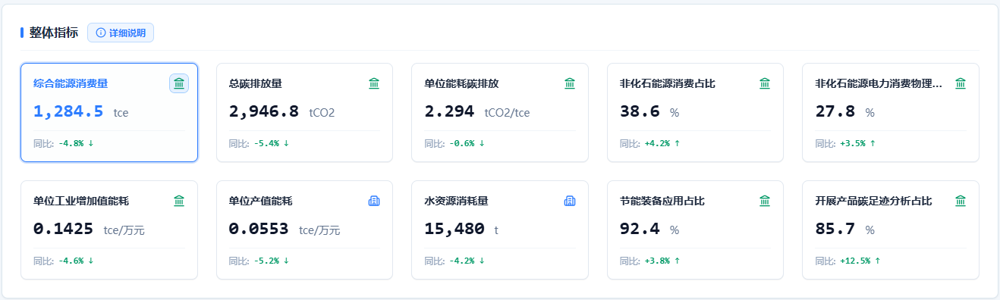 整体指标 详细说明
综合能源消费量
1,284.5 tce
同比: -4.8% ↓
总碳排放量
2,946.8 tCO2
同比: -5.4% ↓
单位能耗碳排放
2.294 tCO2/tce
同比: -0.6% ↓
非化石能源消费占比
38.6 %
同比: +4.2% ↑
非化石能源电力消费物理...
27.8 %
同比: +3.5% ↑
单位工业增加值能耗
0.1425 tce/万元
同比: -4.6% ↓
单位产值能耗
0.0553 tce/万元
同比: -5.2% ↓
水资源消耗量
15,480 t
同比: -4.2% ↓
节能装备应用占比
92.4 %
同比: +3.8% ↑
开展产品碳足迹分析占比
85.7 %
同比: +12.5% ↑